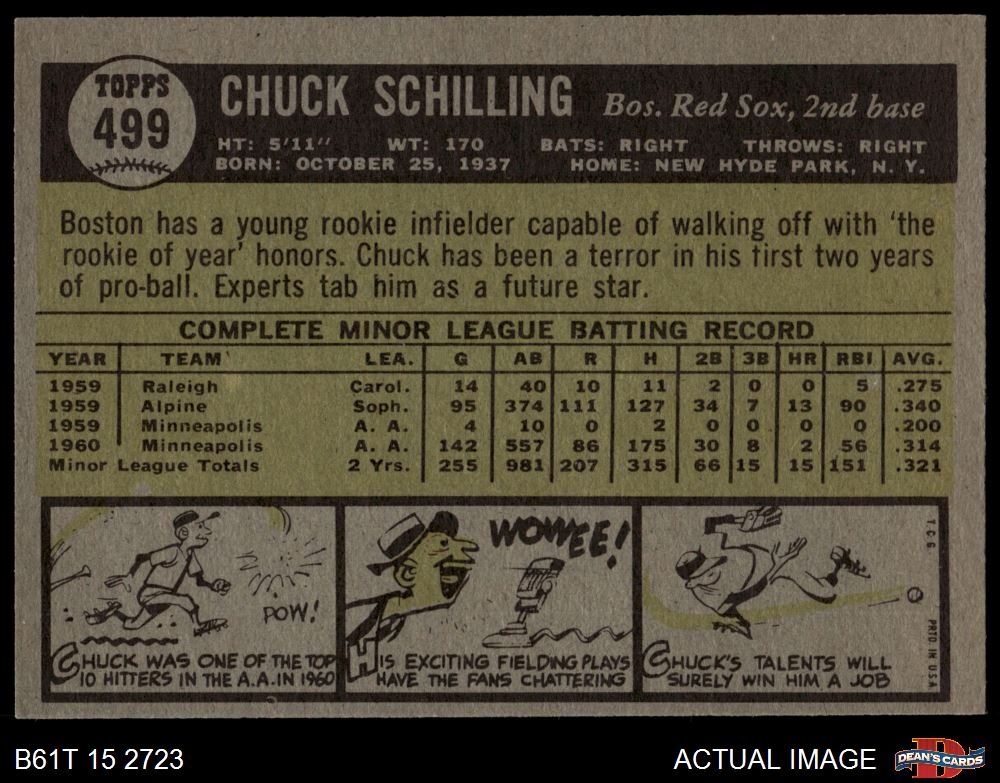 TOPPS
499
CHUCK SCHILLING Bos. Red Sox, 2nd base
HT: 5'11" WT: 170 BATS: RIGHT THROWS: RIGHT
BORN: OCTOBER 25, 1937 HOME: NEW HYDE PARK, N. Y.
Boston has a young rookie infielder capable of walking off with 'the
rookie of year' honors. Chuck has been a terror in his first two years
of pro-ball. Experts tab him as a future star.
COMPLETE MINOR LEAGUE BATTING RECORD
YEAR TEAM LEA. G AB R H 2B 3B HR RBI AVG.
1959 Raleigh Carol. 14 40 10 11 2 0 0 5 .275
1959 Alpine Soph. 95 374 111 127 34 7 13 90 .340
1959 Minneapolis A. A. 4 10 0 2 0 0 0 0 .200
1960 Minneapolis A. A. 142 557 86 175 30 8 2 56 .314
Minor League Totals 2 Yrs. 255 981 207 315 66 15 15 151 .321
POW!
CHUCK WAS ONE OF THE TOP
10 HITTERS IN THE A.A. IN 1960
WOWEE!
HIS EXCITING FIELDING PLAYS
HAVE THE FANS CHATTERING
CHUCK'S TALENTS WILL
SURELY WIN HIM A JOB
T.C.G.
PRTD IN U.S.A.
B61T 15 2723
ACTUAL IMAGE
D
DEAN'S CARDS